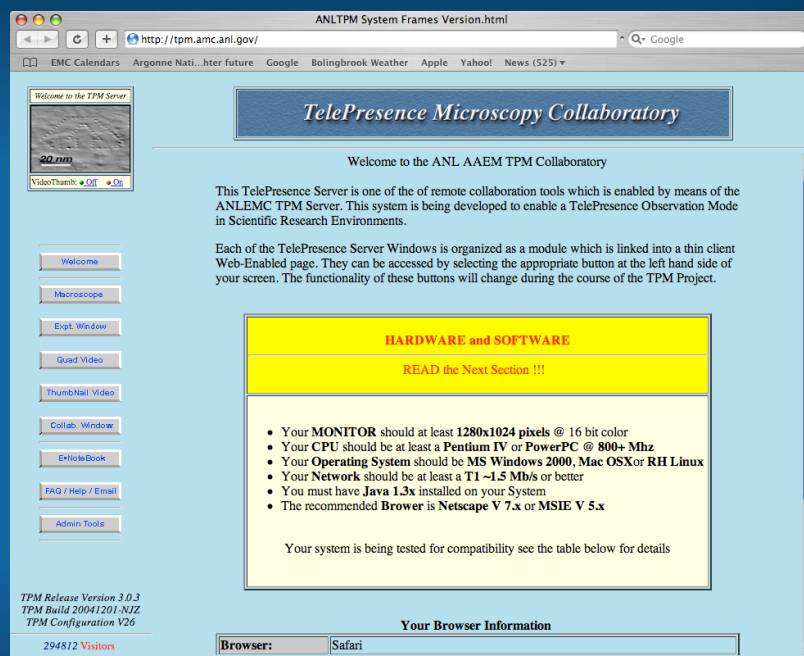 ANLTPM System Frames Version.html
http://tpm.amc.anl.gov/
Google
EMC Calendars Argonne Nati...hter future Google Bolingbrook Weather Apple Yahoo! News (525)
Welcome to the TPM Server
20 nm
VideoThumb: Off On
TelePresence Microscopy Collaboratory
Welcome to the ANL AAEM TPM Collaboratory
This TelePresence Server is one of the of remote collaboration tools which is enabled by means of the
ANLEMC TPM Server. This system is being developed to enable a TelePresence Observation Mode
in Scientific Research Environments.
Each of the TelePresence Server Windows is organized as a module which is linked into a thin client
Web-Enabled page. They can be accessed by selecting the appropriate button at the left hand side of
your screen. The functionality of these buttons will change during the course of the TPM Project.
Welcome
Macroscope
Expt. Window
Quad Video
ThumbNail Video
Collab. Window
E*NoteBook
FAQ / Help / Email
Admin Tools
HARDWARE and SOFTWARE
READ the Next Section !!!
• Your MONITOR should at least 1280x1024 pixels @ 16 bit color
• Your CPU should be at least a Pentium IV or PowerPC @ 800+ Mhz
• Your Operating System should be MS Windows 2000, Mac OSXor RH Linux
• Your Network should be at least a T1 ~1.5 Mb/s or better
• You must have Java 1.3x installed on your System
• The recommended Brower is Netscape V 7.x or MSIE V 5.x
Your system is being tested for compatibility see the table below for details
TPM Release Version 3.0.3
TPM Build 20041201-NJZ
TPM Configuration V26
294812 Visitors
Your Browser Information
Browser: Safari